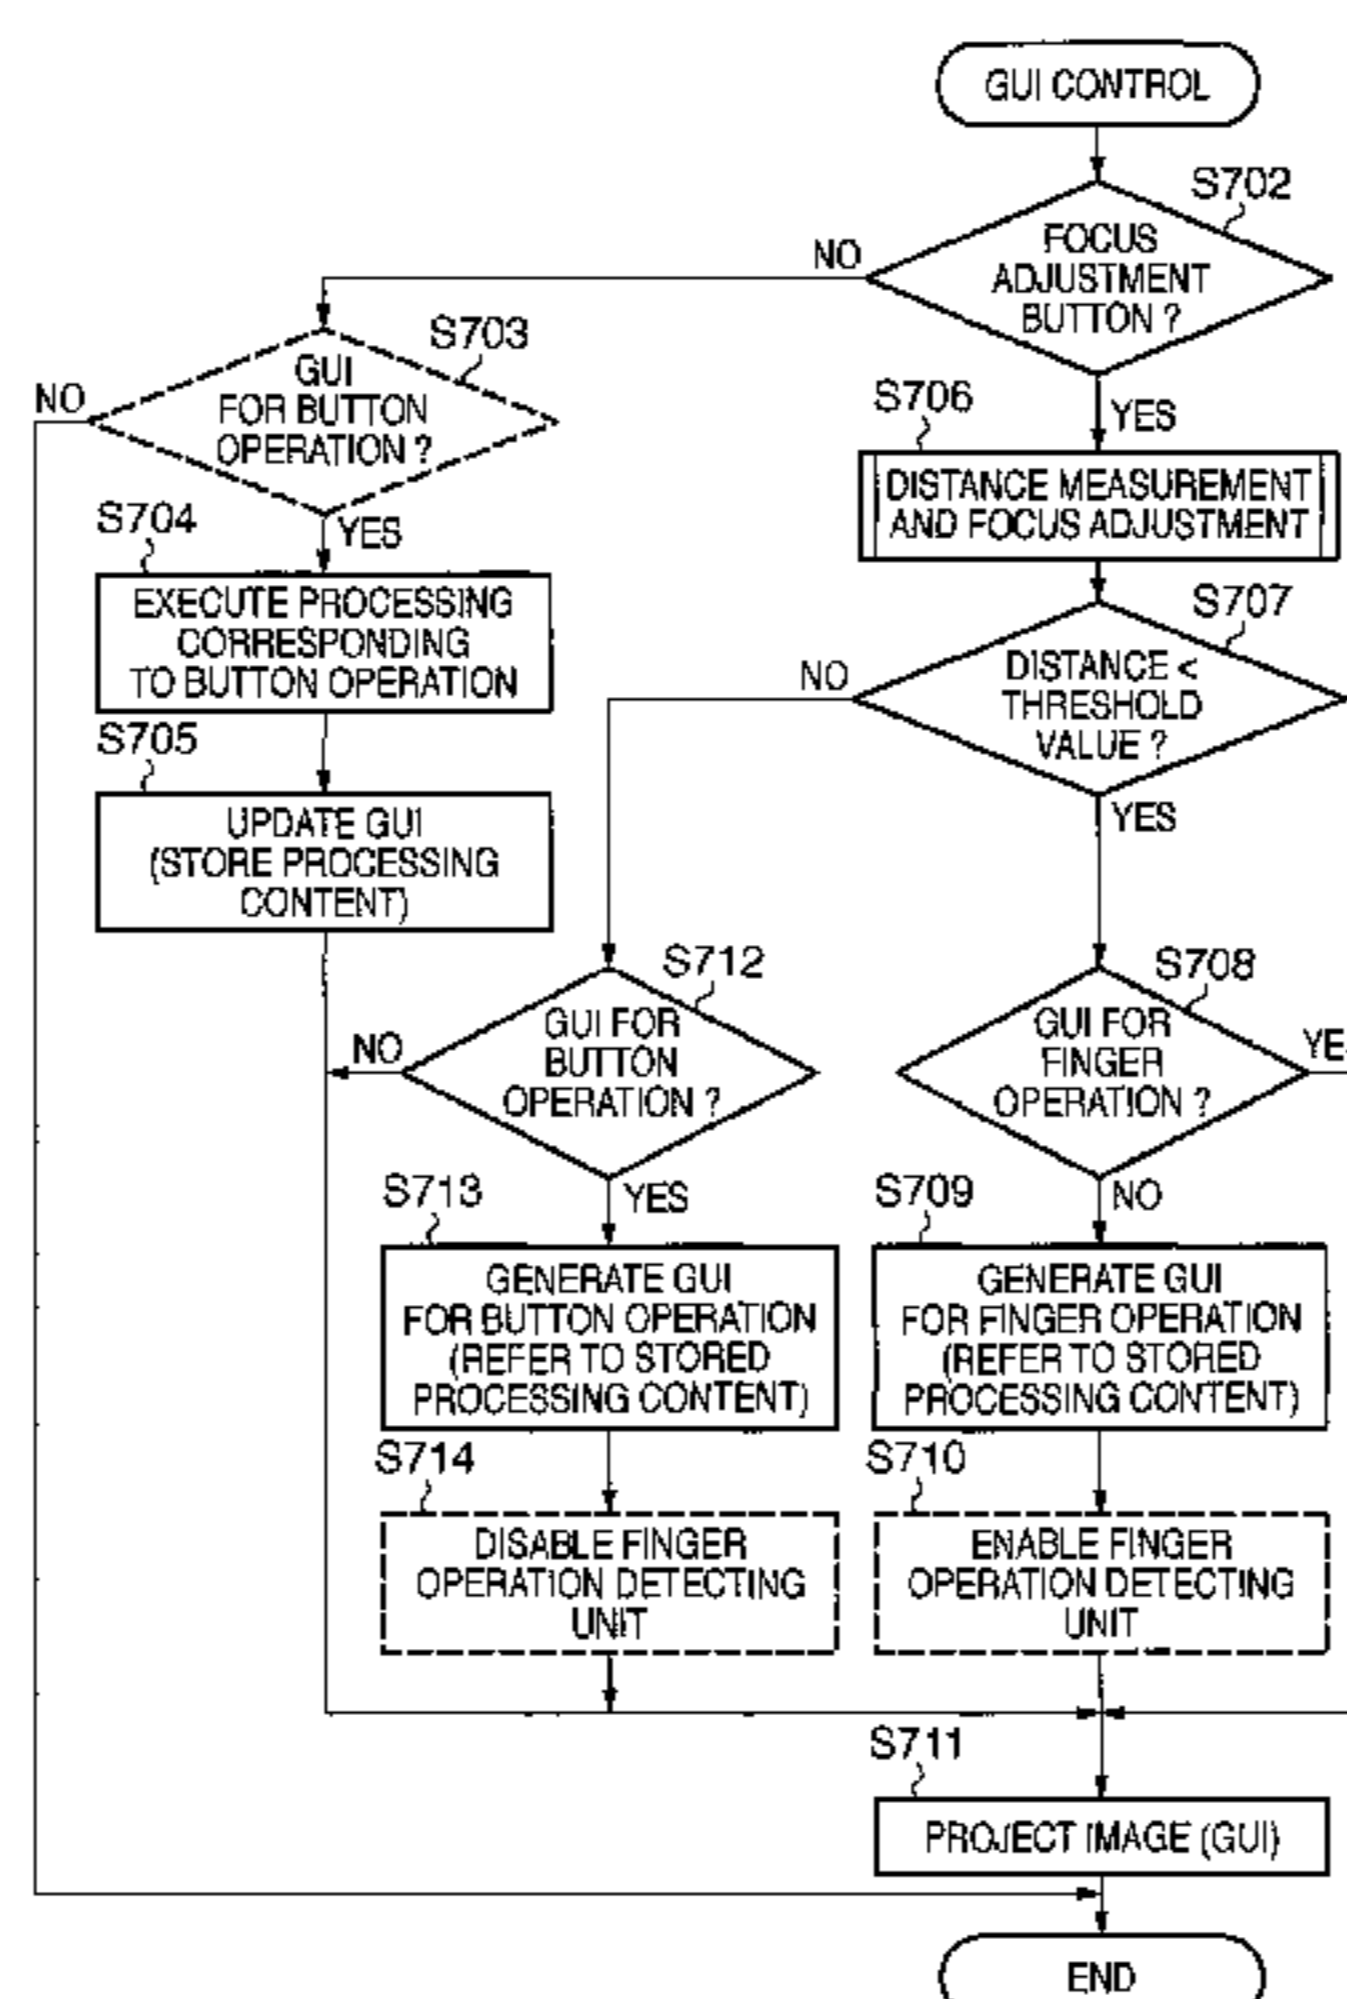 GUI CONTROL
S702
FOCUS
ADJUSTMENT
BUTTON ?
NO
YES
S703
GUI
FOR BUTTON
OPERATION ?
NO
YES
S704
EXECUTE PROCESSING
CORRESPONDING
TO BUTTON OPERATION
S705
UPDATE GUI
(STORE PROCESSING
CONTENT)
S706
DISTANCE MEASUREMENT
AND FOCUS ADJUSTMENT
S707
DISTANCE <
THRESHOLD
VALUE ?
NO
YES
S712
GUI FOR
BUTTON
OPERATION ?
NO
YES
S708
GUI FOR
FINGER
OPERATION ?
YES
NO
S713
GENERATE GUI
FOR BUTTON OPERATION
(REFER TO STORED
PROCESSING CONTENT)
S709
GENERATE GUI
FOR FINGER OPERATION
(REFER TO STORED
PROCESSING CONTENT)
S714
DISABLE FINGER
OPERATION DETECTING
UNIT
S710
ENABLE FINGER
OPERATION DETECTING
UNIT
S711
PROJECT IMAGE (GUI)
END